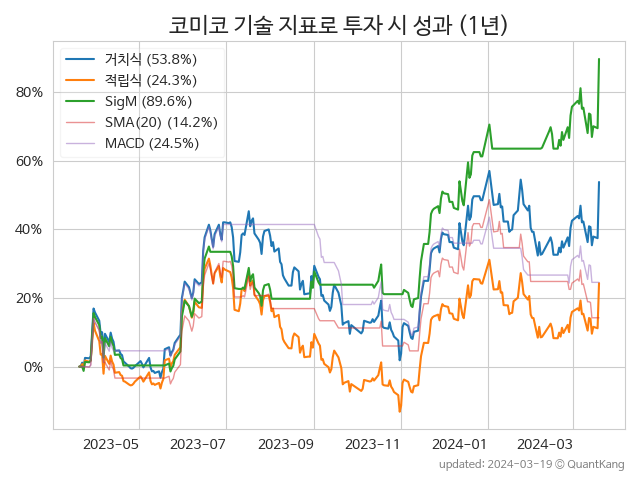 코미코 기술 지표로 투자 시 성과 (1년)
거치식 (53.8%)
적립식 (24.3%)
SigM (89.6%)
SMA(20) (14.2%)
MACD (24.5%)
80%
60%
40%
20%
0%
2023-05 2023-07 2023-09 2023-11 2024-01 2024-03
updated: 2024-03-19 @ QuantKang